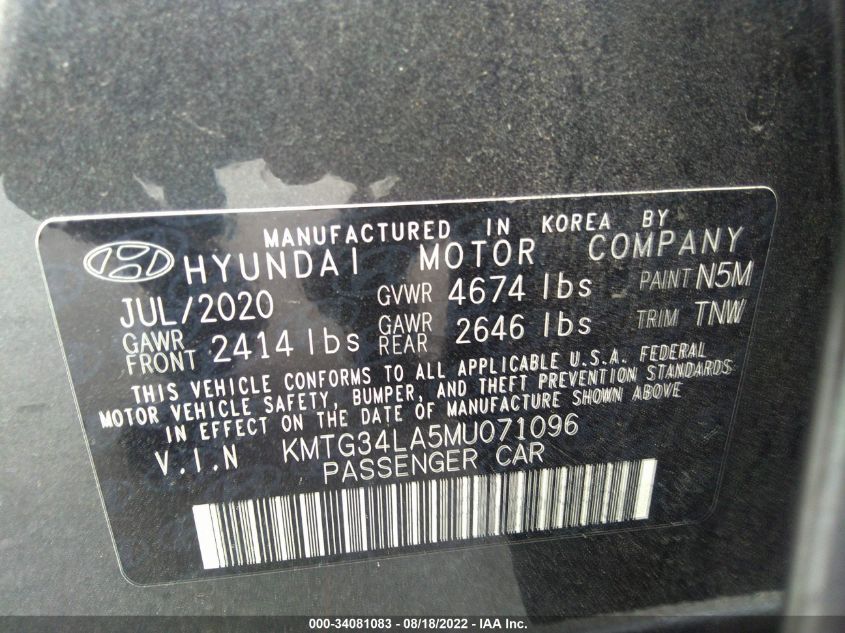 MANUFACTURED IN KOREA BY
HYUNDAI MOTOR COMPANY
JUL/2020 GVWR 4674 lbs PAINT N5M
GAWR FRONT 2414 lbs GAWR REAR 2646 lbs TRIM TNW
THIS VEHICLE CONFORMS TO ALL APPLICABLE U.S.A. FEDERAL
MOTOR VEHICLE SAFETY, BUMPER, AND THEFT PREVENTION STANDARDS
IN EFFECT ON THE DATE OF MANUFACTURE SHOWN ABOVE
V.I.N KMTG34LA5MU071096
PASSENGER CAR
000-34081083 - 08/18/2022 - IAA Inc.